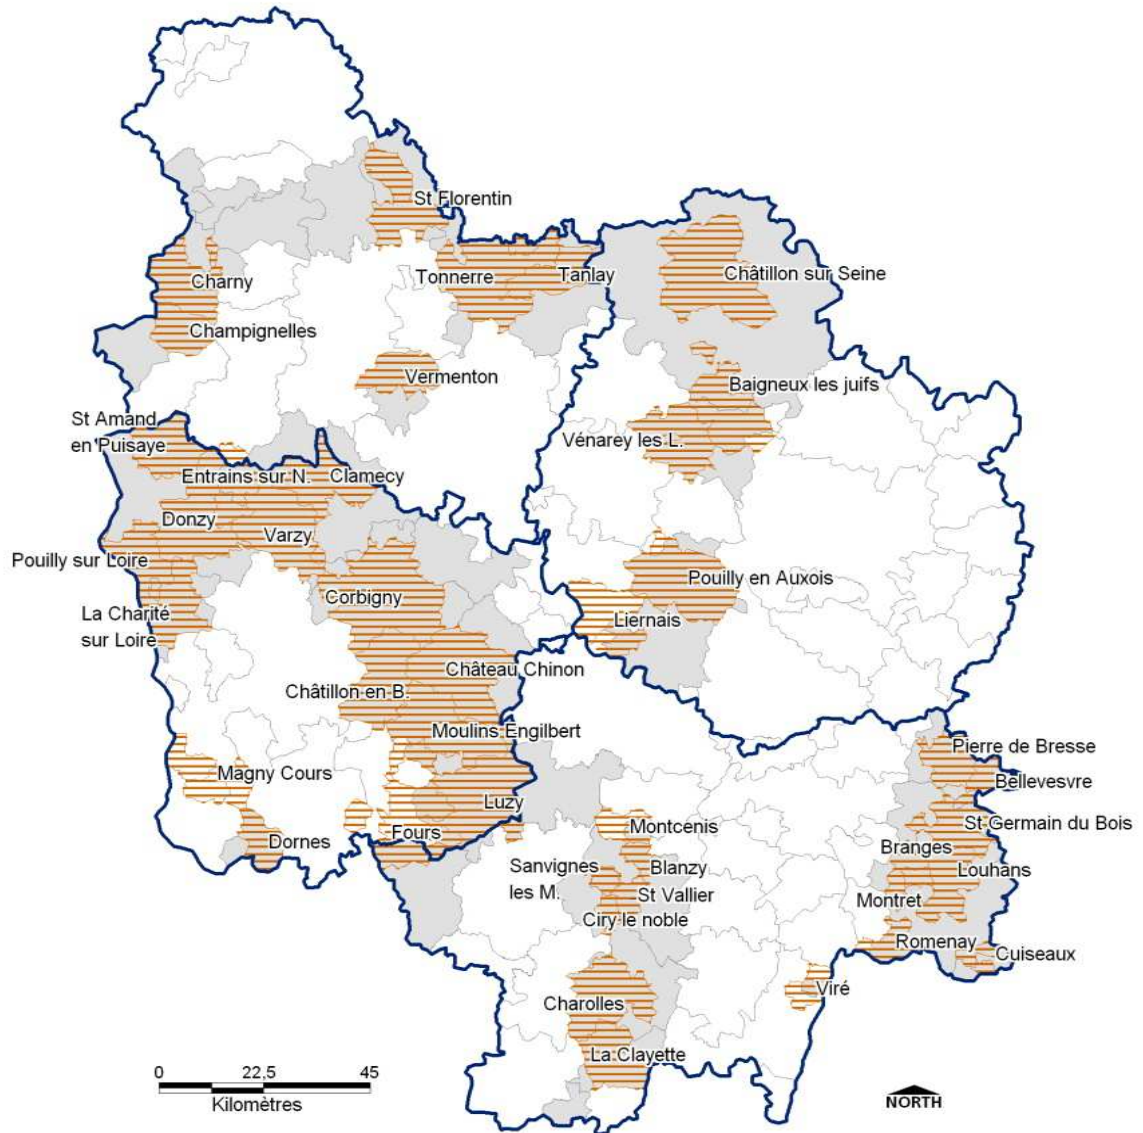 St Florentin
Tonnerre
Tanlay
Châtillon sur Seine
Charny
Champignelles
Vermenton
Baigneux les juifs
St Amand
en Puisaye
Vénarey les L.
Entrains sur N.
Clamecy
Donzy
Varzy
Pouilly sur Loire
Pouilly en Auxois
Corbigny
La Charité
sur Loire
Liernais
Château Chinon
Châtillon en B.
Moulins Engilbert
Pierre de Bresse
Magny Cours
Bellevesvre
Luzy
St Germain du Bois
Montcenis
Fours
Dornes
Branges
Sanvignes
les M.
Blanzy
Louhans
St Vallier
Montret
Ciry le noble
Romenay
Cuiseaux
Viré
Charolles
La Clayette
0 22,5 45
Kilomètres
NORTH